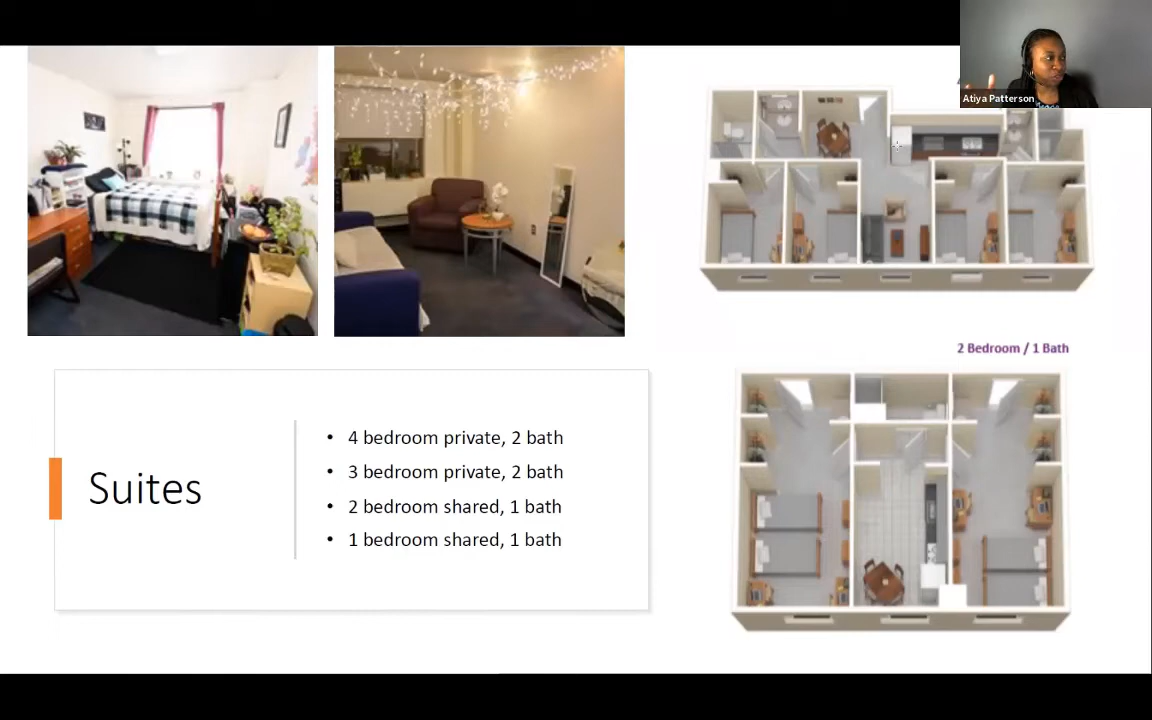 Atiya Patterson
2 Bedroom / 1 Bath
Suites
• 4 bedroom private, 2 bath
• 3 bedroom private, 2 bath
• 2 bedroom shared, 1 bath
• 1 bedroom shared, 1 bath